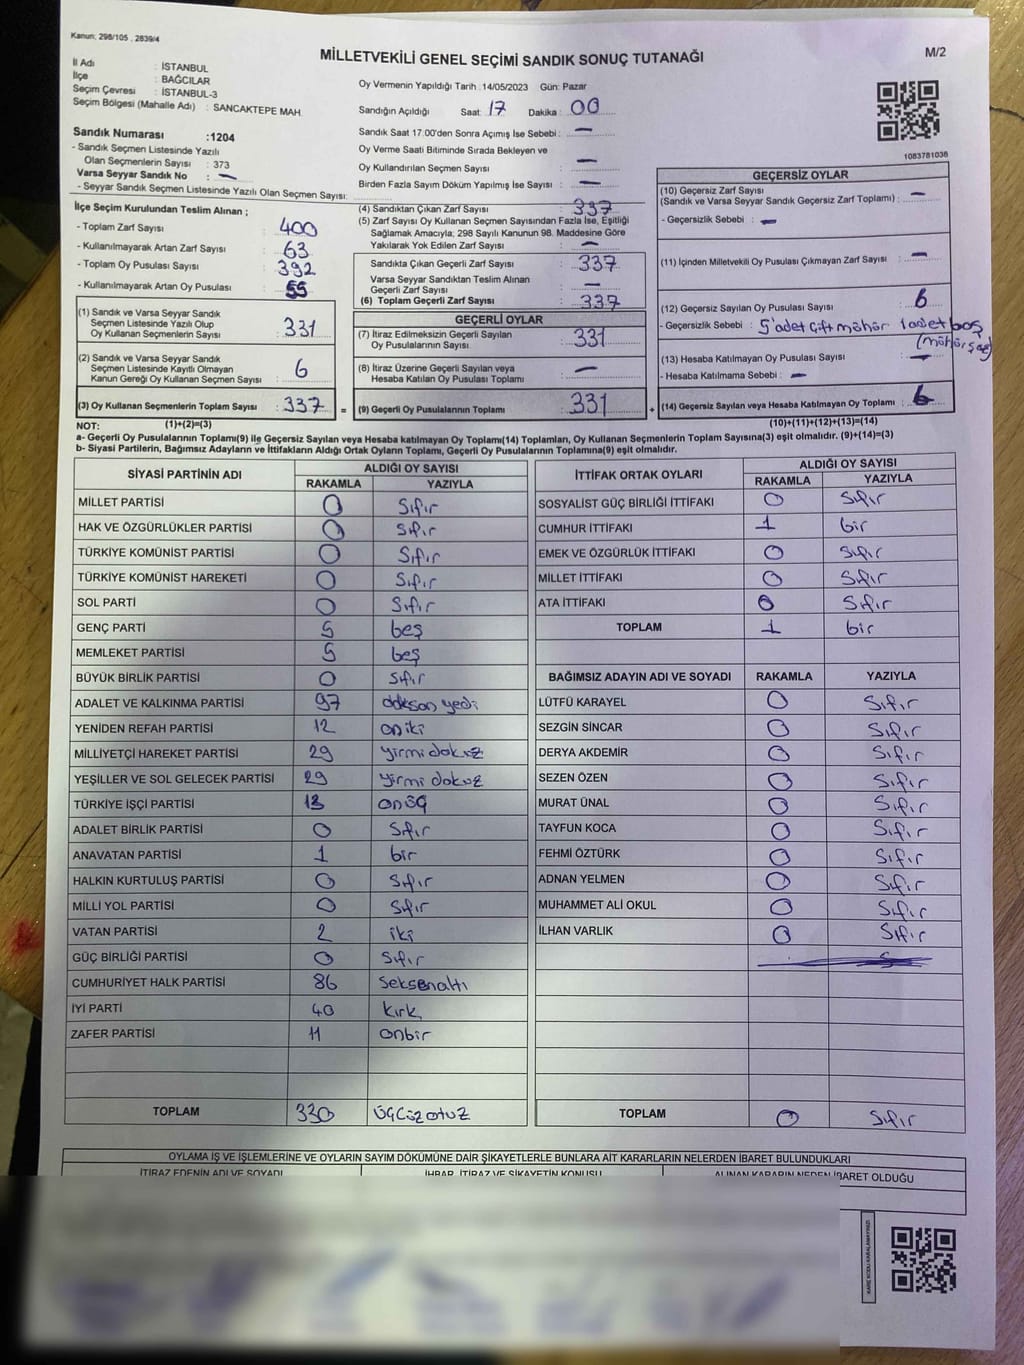 Kanun: 298/105 , 2839/4
MİLLETVEKİLİ GENEL SEÇİMİ SANDIK SONUÇ TUTANAĞI
M/2
İl Adı : İSTANBUL
İlçe : BAĞCILAR
Seçim Çevresi : İSTANBUL-3
Seçim Bölgesi (Mahalle Adı) : SANCAKTEPE MAH.
Sandık Numarası :1204
- Sandık Seçmen Listesinde Yazılı
Olan Seçmenlerin Sayısı : 373
Varsa Seyyar Sandık No : —
- Seyyar Sandık Seçmen Listesinde Yazılı Olan Seçmen Sayısı:
Oy Vermenin Yapıldığı Tarih :14/05/2023 Gün: Pazar
Sandığın Açıldığı Saat: 17 Dakika : 00
Sandık Saat 17.00'den Sonra Açımış İse Sebebi : —
Oy Verme Saati Bitiminde Sırada Bekleyen ve
Oy Kullandırılan Seçmen Sayısı : —
Birden Fazla Sayım Döküm Yapılmış İse Sayısı : —
1083781036
İlçe Seçim Kurulundan Teslim Alınan ;
- Toplam Zarf Sayısı : 400
- Kullanılmayarak Artan Zarf Sayısı : 63
- Toplam Oy Pusulası Sayısı : 392
- Kullanılmayarak Artan Oy Pusulası : 55
(1) Sandık ve Varsa Seyyar Sandık
Seçmen Listesinde Yazılı Olup
Oy Kullanan Seçmenlerin Sayısı : 331
(2) Sandık ve Varsa Seyyar Sandık
Seçmen Listesinde Kayıtlı Olmayan
Kanun Gereği Oy Kullanan Seçmen Sayısı : 6
(3) Oy Kullanan Seçmenlerin Toplam Sayısı : 337 =
(4) Sandıktan Çıkan Zarf Sayısı : 337
(5) Zarf Sayısı Oy Kullanan Seçmen Sayısından Fazla İse, Eşitliği
Sağlamak Amacıyla; 298 Sayılı Kanunun 98. Maddesine Göre
Yakılarak Yok Edilen Zarf Sayısı : —
Sandıkta Çıkan Geçerli Zarf Sayısı : 337
Varsa Seyyar Sandıktan Teslim Alınan
Geçerli Zarf Sayısı : —
(6) Toplam Geçerli Zarf Sayısı : 337
GEÇERLİ OYLAR
(7) İtiraz Edilmeksizin Geçerli Sayılan
Oy Pusulalarının Sayısı : 331
(8) İtiraz Üzerine Geçerli Sayılan veya
Hesaba Katılan Oy Pusulası Toplamı : —
(9) Geçerli Oy Pusulalarının Toplamı : 331 +
GEÇERSİZ OYLAR
(10) Geçersiz Zarf Sayısı
(Sandık ve Varsa Seyyar Sandık Geçersiz Zarf Toplamı) : —
- Geçersizlik Sebebi : —
(11) İçinden Milletvekili Oy Pusulası Çıkmayan Zarf Sayısı : —
(12) Geçersiz Sayılan Oy Pusulası Sayısı : 6
- Geçersizlik Sebebi : 5 adet çift mühür 1 adet boş
(13) Hesaba Katılmayan Oy Pusulası Sayısı : —
- Hesaba Katılmama Sebebi : —
(14) Geçersiz Sayılan veya Hesaba Katılmayan Oy Toplamı : 6
NOT: (1)+(2)=(3) (10)+(11)+(12)+(13)=(14)
a- Geçerli Oy Pusulalarının Toplamı(9) ile Geçersiz Sayılan veya Hesaba katılmayan Oy Toplamı(14) Toplamları, Oy Kullanan Seçmenlerin Toplam Sayısına(3) eşit olmalıdır. (9)+(14)=(3)
b- Siyasi Partilerin, Bağımsız Adayların ve İttifakların Aldığı Ortak Oyların Toplamı, Geçerli Oy Pusulalarının Toplamına(9) eşit olmalıdır.
SİYASİ PARTİNİN ADI ALDIĞI OY SAYISI
RAKAMLA YAZIYLA
MİLLET PARTİSİ 0 Sıfır
HAK VE ÖZGÜRLÜKLER PARTİSİ 0 Sıfır
TÜRKİYE KOMÜNİST PARTİSİ 0 Sıfır
TÜRKİYE KOMÜNİST HAREKETİ 0 Sıfır
SOL PARTİ 0 Sıfır
GENÇ PARTİ 5 beş
MEMLEKET PARTİSİ 5 beş
BÜYÜK BİRLİK PARTİSİ 0 Sıfır
ADALET VE KALKINMA PARTİSİ 97 doksan yedi
YENİDEN REFAH PARTİSİ 12 oniki
MİLLİYETÇİ HAREKET PARTİSİ 29 yirmi dokuz
YEŞİLLER VE SOL GELECEK PARTİSİ 29 yirmi dokuz
TÜRKİYE İŞÇİ PARTİSİ 13 onüç
ADALET BİRLİK PARTİSİ 0 Sıfır
ANAVATAN PARTİSİ 1 bir
HALKIN KURTULUŞ PARTİSİ 0 Sıfır
MİLLİ YOL PARTİSİ 0 Sıfır
VATAN PARTİSİ 2 iki
GÜÇ BİRLİĞİ PARTİSİ 0 Sıfır
CUMHURİYET HALK PARTİSİ 86 Seksenaltı
İYİ PARTİ 40 kırk
ZAFER PARTİSİ 11 onbir
TOPLAM 330 üçyüz otuz
İTTİFAK ORTAK OYLARI ALDIĞI OY SAYISI
RAKAMLA YAZIYLA
SOSYALİST GÜÇ BİRLİĞİ İTTİFAKI 0 Sıfır
CUMHUR İTTİFAKI 1 bir
EMEK VE ÖZGÜRLÜK İTTİFAKI 0 Sıfır
MİLLET İTTİFAKI 0 Sıfır
ATA İTTİFAKI 0 Sıfır
TOPLAM 1 bir
BAĞIMSIZ ADAYIN ADI VE SOYADI RAKAMLA YAZIYLA
LÜTFÜ KARAYEL 0 Sıfır
SEZGİN SİNCAR 0 Sıfır
DERYA AKDEMİR 0 Sıfır
SEZEN ÖZEN 0 Sıfır
MURAT ÜNAL 0 Sıfır
TAYFUN KOCA 0 Sıfır
FEHMİ ÖZTÜRK 0 Sıfır
ADNAN YELMEN 0 Sıfır
MUHAMMET ALİ OKUL 0 Sıfır
İLHAN VARLIK 0 Sıfır
TOPLAM 0 Sıfır
OYLAMA İŞ VE İŞLEMLERİNE VE OYLARIN SAYIM DÖKÜMÜNE DAİR ŞİKAYETLERLE BUNLARA AİT KARARLARIN NELERDEN İBARET BULUNDUKLARI
İTİRAZ EDENİN ADI VE SOYADI İHBAR, İTİRAZ VE ŞİKAYETİN KONUSU ALINAN KARARIN NEDEN İBARET OLDUĞU
KARE KODU KARALAMAYINIZ!